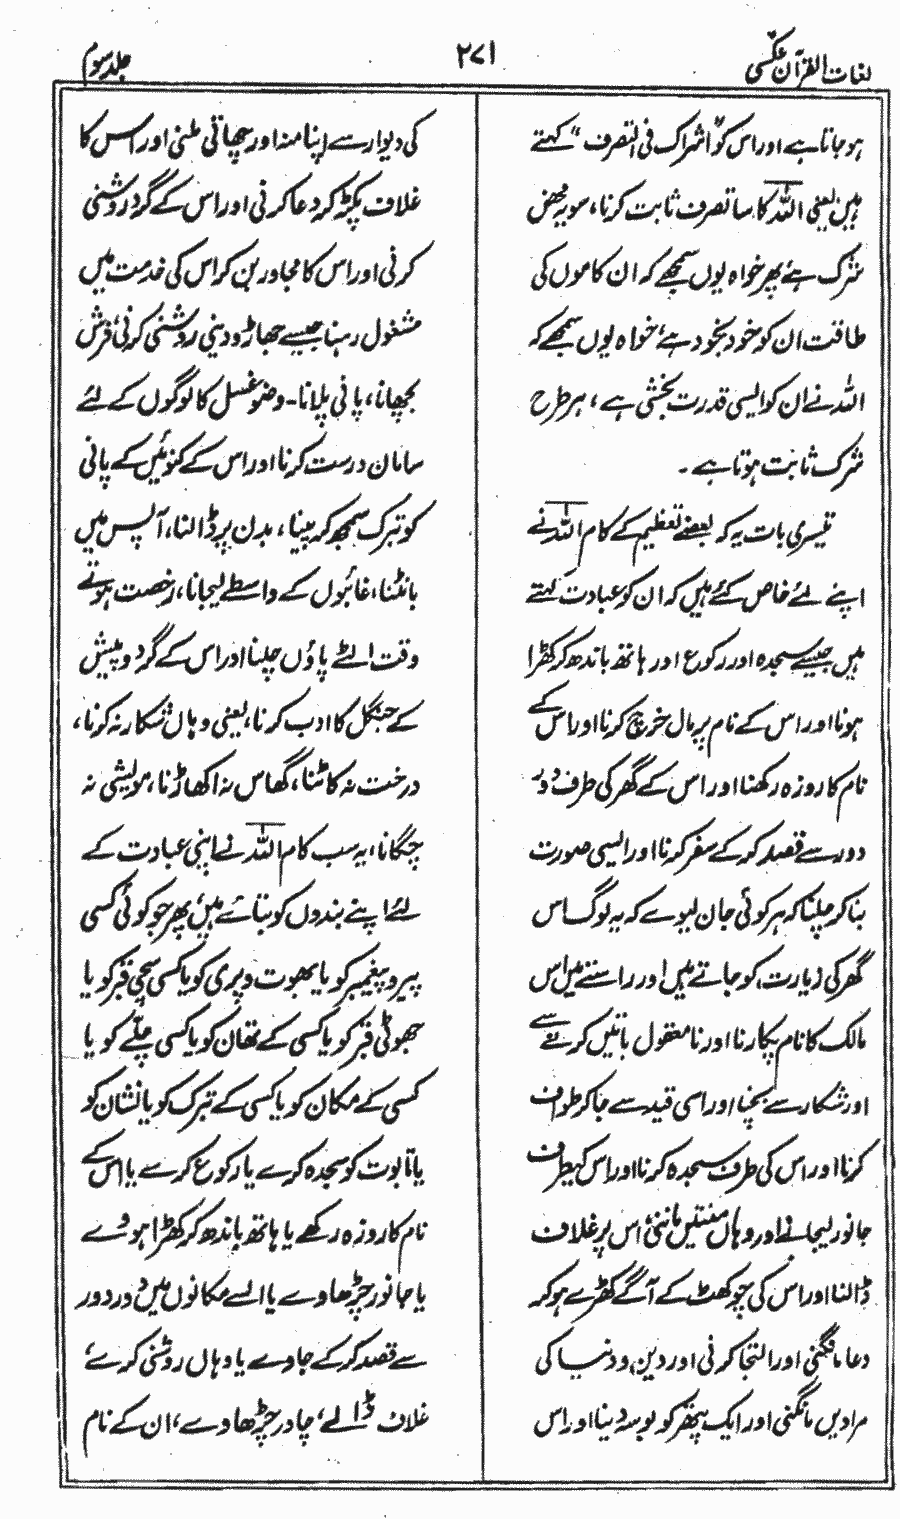 لغات القرآن عکسی
۲۷۱
جلد سوم
ہو جاتا ہے اور اس کو "اشراک فی التصرف" کہتے
ہیں یعنی اللہ کا سا تصرف ثابت کرنا، سو یہ محض
شرک ہے، پھر خواہ یوں سمجھے کہ ان کاموں کی
طاقت ان کو خود بخود ہے، خواہ یوں سمجھے کہ
اللہ نے ان کو ایسی قدرت بخشی ہے، ہر طرح
شرک ثابت ہوتا ہے۔
تیسری بات یہ کہ بعضے تعظیم کے کام اللہ نے
اپنے لئے خاص کئے ہیں کہ ان کو عبادت کہتے
ہیں جیسے سجدہ اور رکوع اور ہاتھ باندھ کر کھڑا
ہونا اور اس کے نام پر مال خرچ کرنا اور اس کے
نام کا روزہ رکھنا اور اس کے گھر کی طرف دور
دور سے قصد کر کے سفر کرنا اور ایسی صورت
بنا کر چلنا کہ ہر کوئی جان لیوے کہ یہ لوگ اس
گھر کی زیارت کو جاتے ہیں اور راستے میں اس
مالک کا نام پکارنا اور نامعقول باتیں کرنے سے
اور شکار سے بچنا اور اسی قید سے جا کر طواف
کرنا اور اس کی طرف سجدہ کرنا اور اس کی طرف
جانور لیجانے اور وہاں منتیں ماننی، اس پر غلاف
ڈالنا اور اس کی چوکھٹ کے آگے کھڑے ہو کر
دعا مانگنی اور التجا کرنی اور دین و دنیا کی
مرادیں مانگنی اور ایک پتھر کو بوسہ دینا اور اس
کی دیوار سے اپنا منہ اور چھاتی ملنی اور اس کا
غلاف پکڑ کر دعا کرنی اور اس کے گرد روشنی
کرنی اور اس کا مجاور بن کر اس کی خدمت میں
مشغول رہنا جیسے جھاڑو دینی روشنی کرنی، فرش
بچھانا، پانی پلانا۔ وضو غسل کا لوگوں کے لئے
سامان درست کرنا اور اس کے کنوئیں کے پانی
کو تبرک سمجھ کر پینا، بدن پر ڈالنا، آپس میں
بانٹنا، غائبوں کے واسطے لیجانا، رخصت ہوتے
وقت الٹے پاؤں چلنا اور اس کے گرد و پیش
کے جنگل کا ادب کرنا، یعنی وہاں شکار نہ کرنا،
درخت نہ کاٹنا، گھاس نہ اکھاڑنا، مویشی نہ
چگانا، یہ سب کام اللہ نے اپنی عبادت کے
لئے اپنے بندوں کو بتائے ہیں، پھر جو کوئی کسی
پیر و پیغمبر کو یا بھوت و پری کو یا کسی سچی قبر کو یا
جھوٹی قبر کو یا کسی کے تھان کو یا کسی چلّے کو یا
کسی کے مکان کو یا کسی کے تبرک کو یا نشان کو
یا تابوت کو سجدہ کرے یا رکوع کرے یا اس کے
نام کا روزہ رکھے یا ہاتھ باندھ کر کھڑا ہووے
یا جانور چڑھاوے یا ایسے مکانوں میں دور دور
سے قصد کر کے جاوے یا وہاں روشنی کرے،
غلاف ڈالے، چادر چڑھاوے، ان کے نام